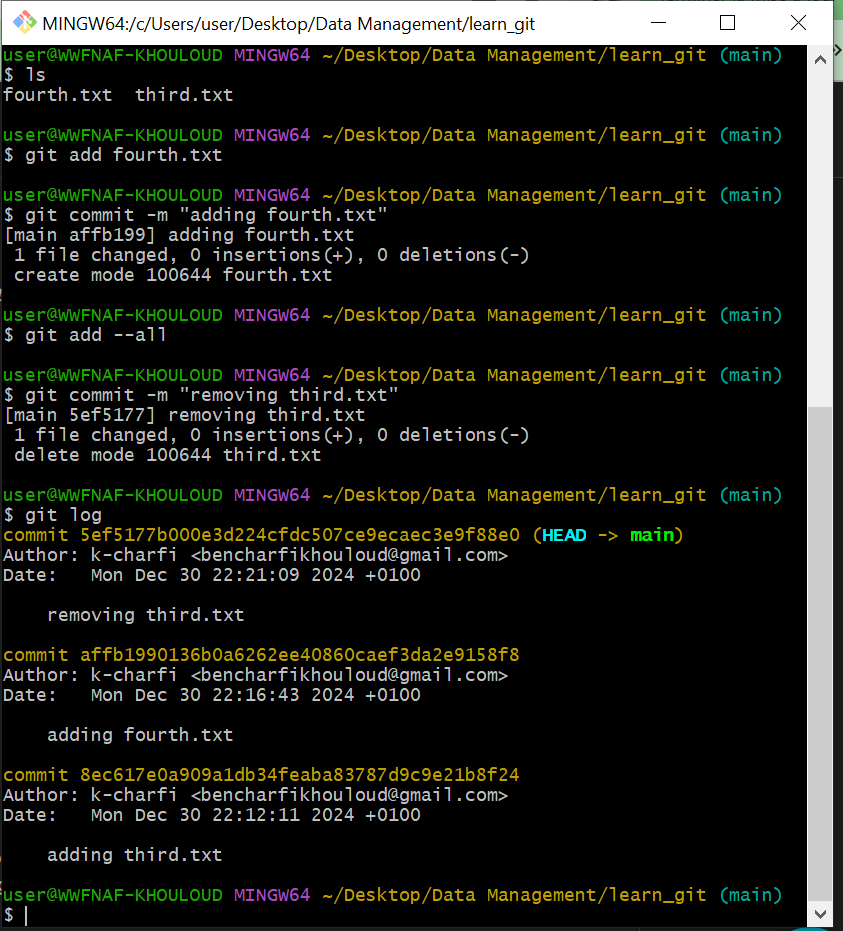 MINGW64:/c/Users/user/Desktop/Data Management/learn_git
user@WWFNAF-KHOULOUD MINGW64 ~/Desktop/Data Management/learn_git (main)
$ ls
fourth.txt  third.txt
user@WWFNAF-KHOULOUD MINGW64 ~/Desktop/Data Management/learn_git (main)
$ git add fourth.txt
user@WWFNAF-KHOULOUD MINGW64 ~/Desktop/Data Management/learn_git (main)
$ git commit -m "adding fourth.txt"
[main affb199] adding fourth.txt
 1 file changed, 0 insertions(+), 0 deletions(-)
 create mode 100644 fourth.txt
user@WWFNAF-KHOULOUD MINGW64 ~/Desktop/Data Management/learn_git (main)
$ git add --all
user@WWFNAF-KHOULOUD MINGW64 ~/Desktop/Data Management/learn_git (main)
$ git commit -m "removing third.txt"
[main 5ef5177] removing third.txt
 1 file changed, 0 insertions(+), 0 deletions(-)
 delete mode 100644 third.txt
user@WWFNAF-KHOULOUD MINGW64 ~/Desktop/Data Management/learn_git (main)
$ git log
commit 5ef5177b000e3d224cfdc507ce9ecaec3e9f88e0 (HEAD -> main)
Author: k-charfi <bencharfikhouloud@gmail.com>
Date:   Mon Dec 30 22:21:09 2024 +0100
    removing third.txt
commit affb1990136b0a6262ee40860caef3da2e9158f8
Author: k-charfi <bencharfikhouloud@gmail.com>
Date:   Mon Dec 30 22:16:43 2024 +0100
    adding fourth.txt
commit 8ec617e0a909a1db34feaba83787d9c9e21b8f24
Author: k-charfi <bencharfikhouloud@gmail.com>
Date:   Mon Dec 30 22:12:11 2024 +0100
    adding third.txt
user@WWFNAF-KHOULOUD MINGW64 ~/Desktop/Data Management/learn_git (main)
$